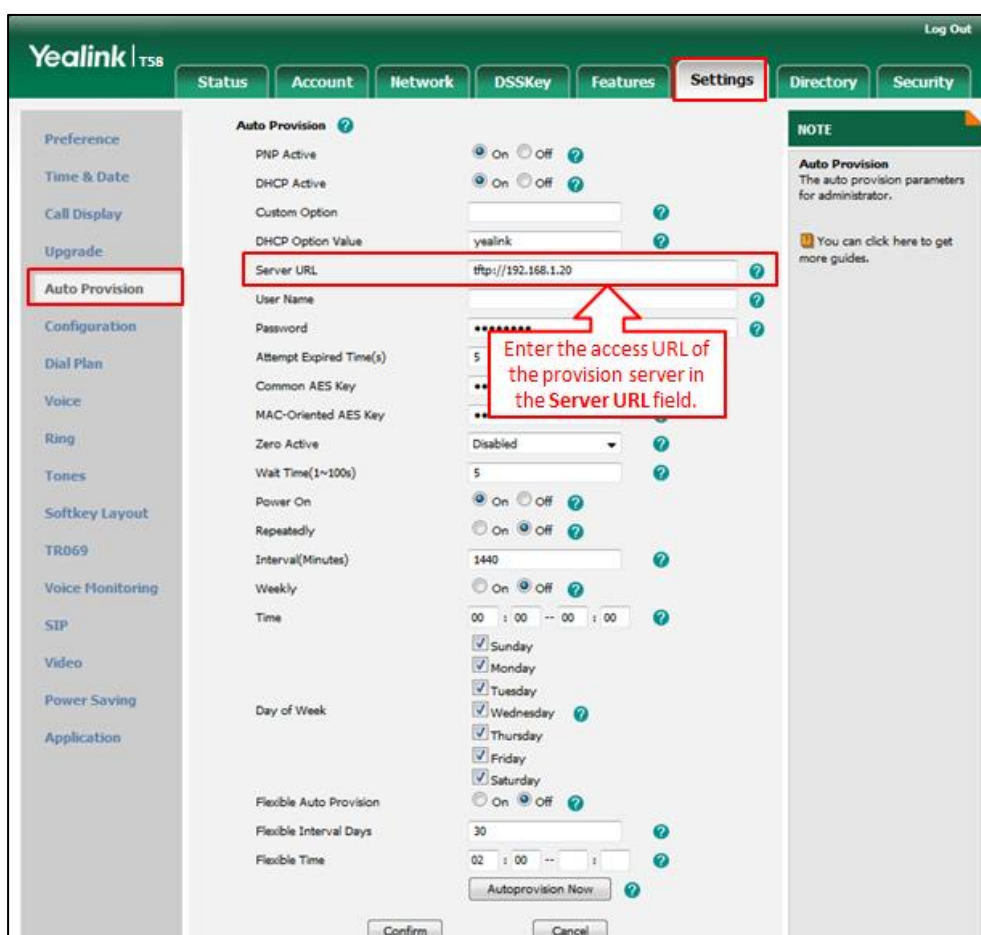 Log Out
Yealink | T58
Status Account Network DSSKey Features Settings Directory Security
Preference
Time & Date
Call Display
Upgrade
Auto Provision
Configuration
Dial Plan
Voice
Ring
Tones
Softkey Layout
TR069
Voice Monitoring
SIP
Video
Power Saving
Application
Auto Provision ?
PNP Active On Off ?
DHCP Active On Off ?
Custom Option ?
DHCP Option Value yealink ?
Server URL tftp://192.168.1.20 ?
User Name ?
Password •••••••• ?
Attempt Expired Time(s) 5
Common AES Key
MAC-Oriented AES Key
Enter the access URL of
the provision server in
the Server URL field.
Zero Active Disabled ?
Wait Time(1~100s) 5 ?
Power On On Off ?
Repeatedly On Off ?
Interval(Minutes) 1440 ?
Weekly On Off ?
Time 00 : 00 -- 00 : 00 ?
Day of Week ?
Sunday
Monday
Tuesday
Wednesday
Thursday
Friday
Saturday
Flexible Auto Provision On Off ?
Flexible Interval Days 30 ?
Flexible Time 02 : 00 -- : ?
Autoprovision Now ?
Confirm Cancel
NOTE
Auto Provision
The auto provision parameters
for administrator.
You can click here to get
more guides.